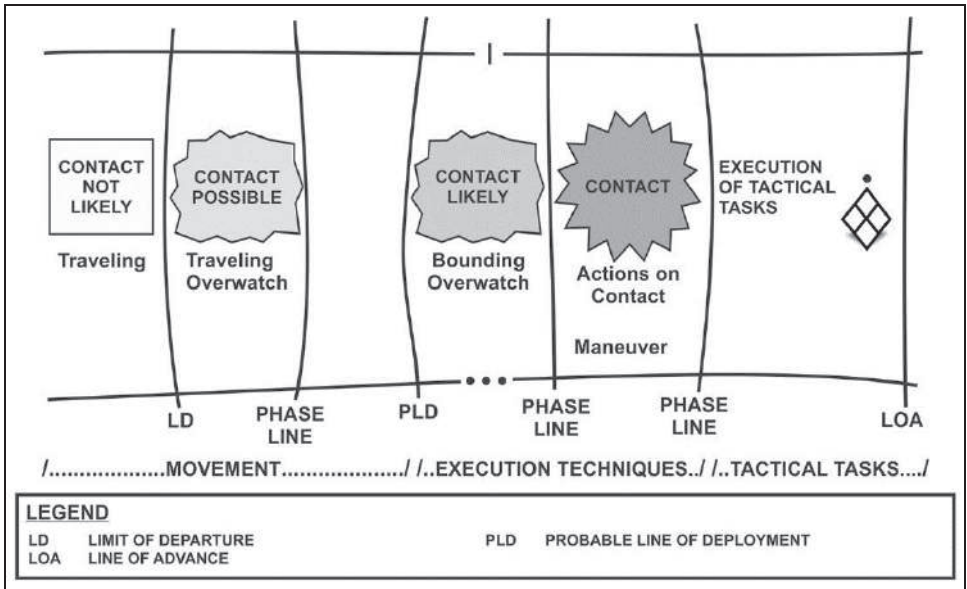 CONTACT
NOT
LIKELY
Traveling
CONTACT
POSSIBLE
Traveling
Overwatch
CONTACT
LIKELY
Bounding
Overwatch
CONTACT
Actions on
Contact
Maneuver
EXECUTION
OF TACTICAL
TASKS
LD
PHASE
LINE
PLD
PHASE
LINE
PHASE
LINE
LOA
/..................MOVEMENT...................../ /..EXECUTION TECHNIQUES../ /..TACTICAL TASKS..../
LEGEND
LD LIMIT OF DEPARTURE PLD PROBABLE LINE OF DEPLOYMENT
LOA LINE OF ADVANCE